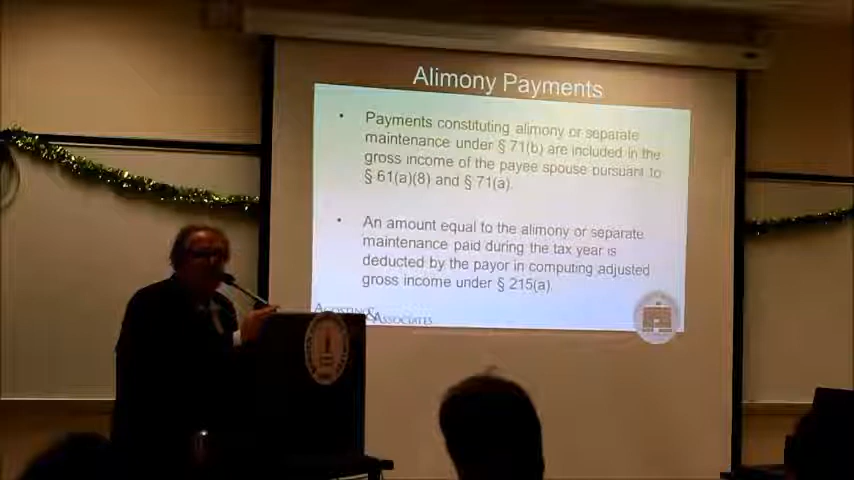 Alimony Payments
• Payments constituting alimony or separate
maintenance under § 71(b) are included in the
gross income of the payee spouse pursuant to
§ 61(a)(8) and § 71(a).
• An amount equal to the alimony or separate
maintenance paid during the tax year is
deducted by the payor in computing adjusted
gross income under § 215(a).
AGOSTINO & ASSOCIATES